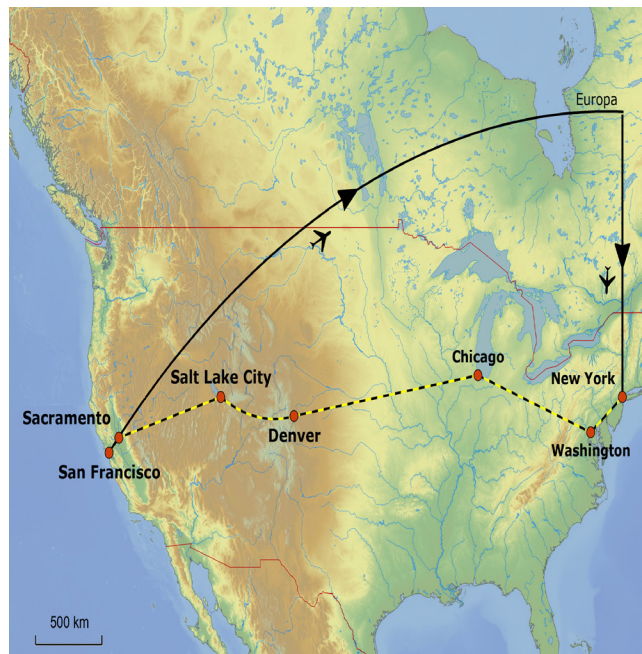 Europa
Chicago
Salt Lake City
New York
Sacramento
Denver
Washington
San Francisco
500 km